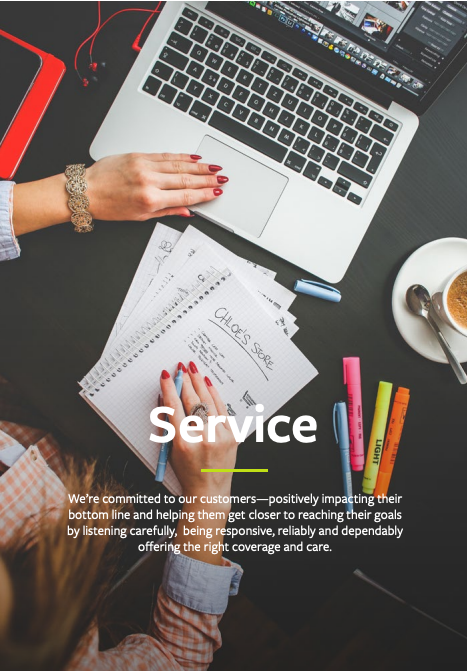 CHLOE'S STORE
LIGHT
Service
We're committed to our customers—positively impacting their
bottom line and helping them get closer to reaching their goals
by listening carefully,  being responsive, reliably and dependably
offering the right coverage and care.